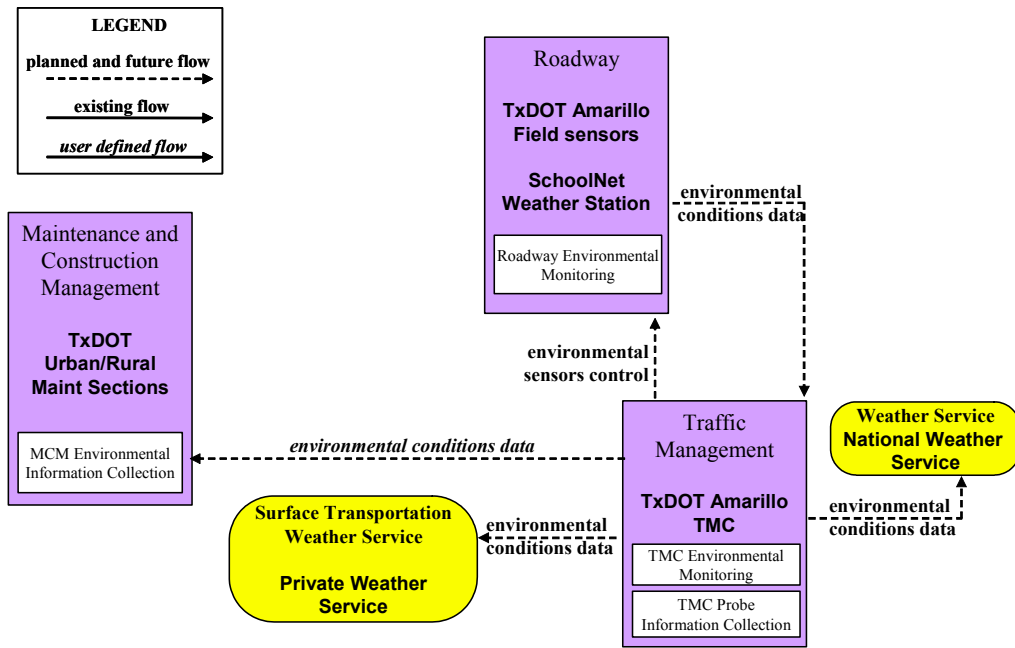 LEGEND
planned and future flow
existing flow
user defined flow
Roadway
TxDOT Amarillo
Field sensors
SchoolNet
Weather Station
Roadway Environmental
Monitoring
environmental
conditions data
Maintenance and
Construction
Management
TxDOT
Urban/Rural
Maint Sections
MCM Environmental
Information Collection
environmental
sensors control
environmental conditions data
Traffic
Management
TxDOT Amarillo
TMC
TMC Environmental
Monitoring
TMC Probe
Information Collection
Weather Service
National Weather
Service
environmental
conditions data
Surface Transportation
Weather Service
Private Weather
Service
environmental
conditions data